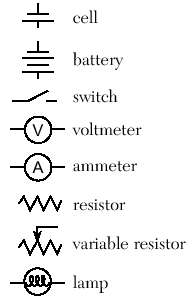 cell
battery
switch
V voltmeter
A ammeter
resistor
variable resistor
lamp